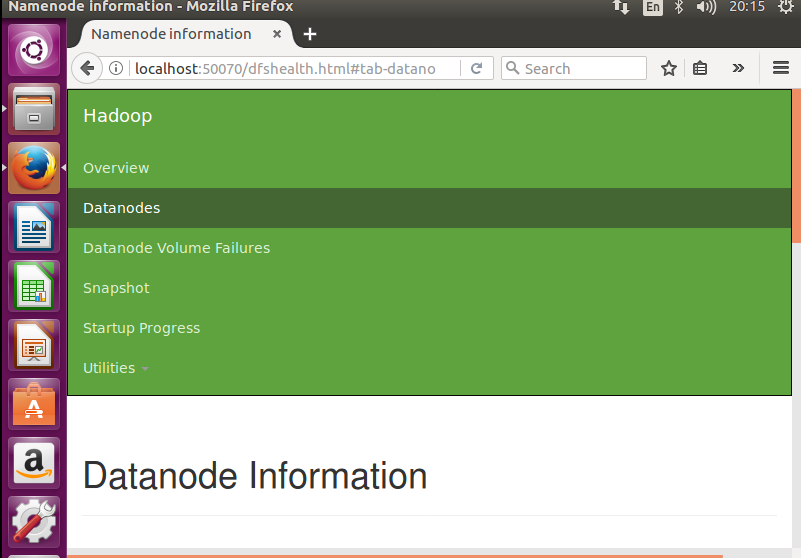 Namenode information - Mozilla Firefox
En
20:15
Namenode information
localhost:50070/dfshealth.html#tab-datano
Search
Hadoop
Overview
Datanodes
Datanode Volume Failures
Snapshot
Startup Progress
Utilities
Datanode Information